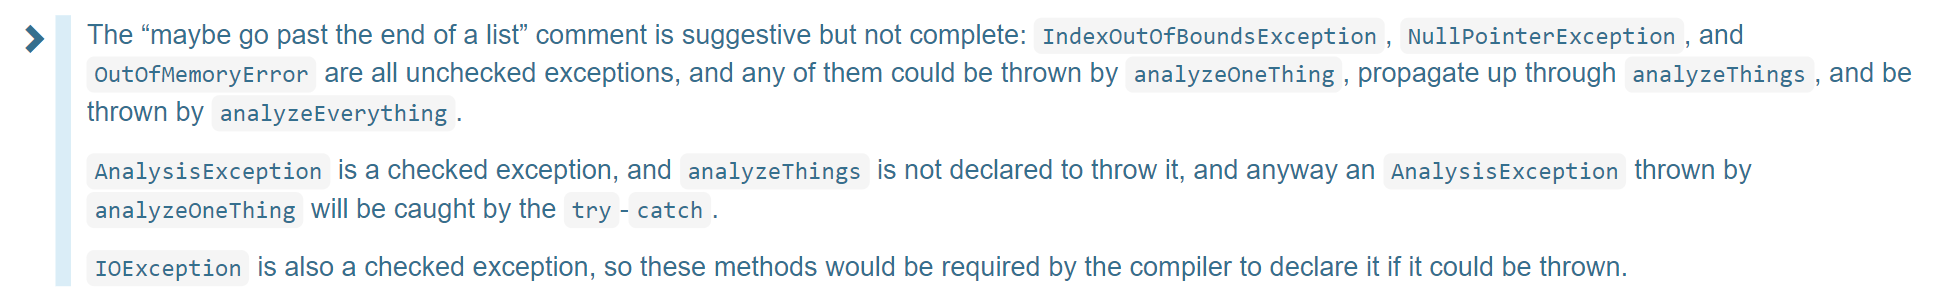 The “maybe go past the end of a list” comment is suggestive but not complete: IndexOutOfBoundsException, NullPointerException, and
OutOfMemoryError are all unchecked exceptions, and any of them could be thrown by analyzeOneThing, propagate up through analyzeThings, and be
thrown by analyzeEverything.
AnalysisException is a checked exception, and analyzeThings is not declared to throw it, and anyway an AnalysisException thrown by
analyzeOneThing will be caught by the try-catch.
IOException is also a checked exception, so these methods would be required by the compiler to declare it if it could be thrown.